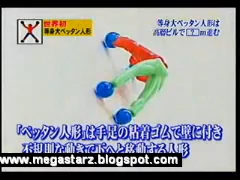 世界初
等身大ペッタン人形
等身大ペッタン人形は
高層ビルで
m進む
「ペッタン人形」は手足の粘着ゴムで壁に付き
不規則な動きで下へと移動する人形
www.megastarz.blogspot.com